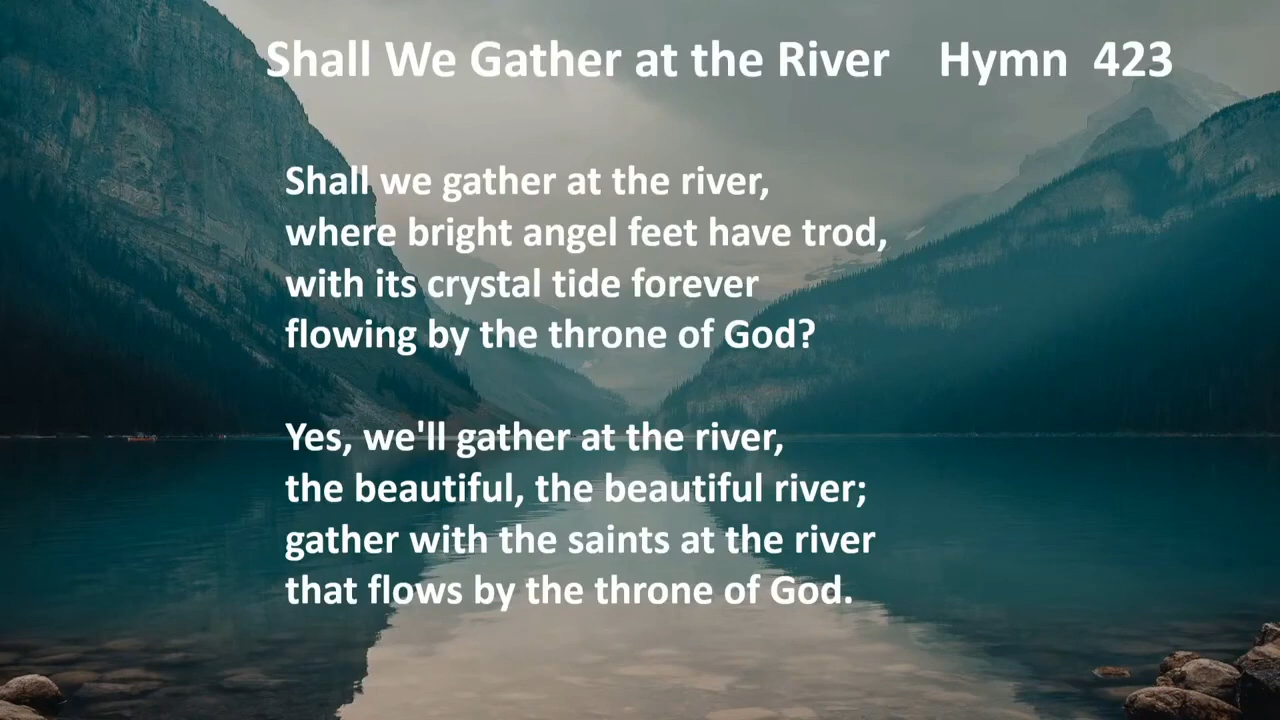 Shall We Gather at the River    Hymn  423
Shall we gather at the river,
where bright angel feet have trod,
with its crystal tide forever
flowing by the throne of God?
Yes, we'll gather at the river,
the beautiful, the beautiful river;
gather with the saints at the river
that flows by the throne of God.